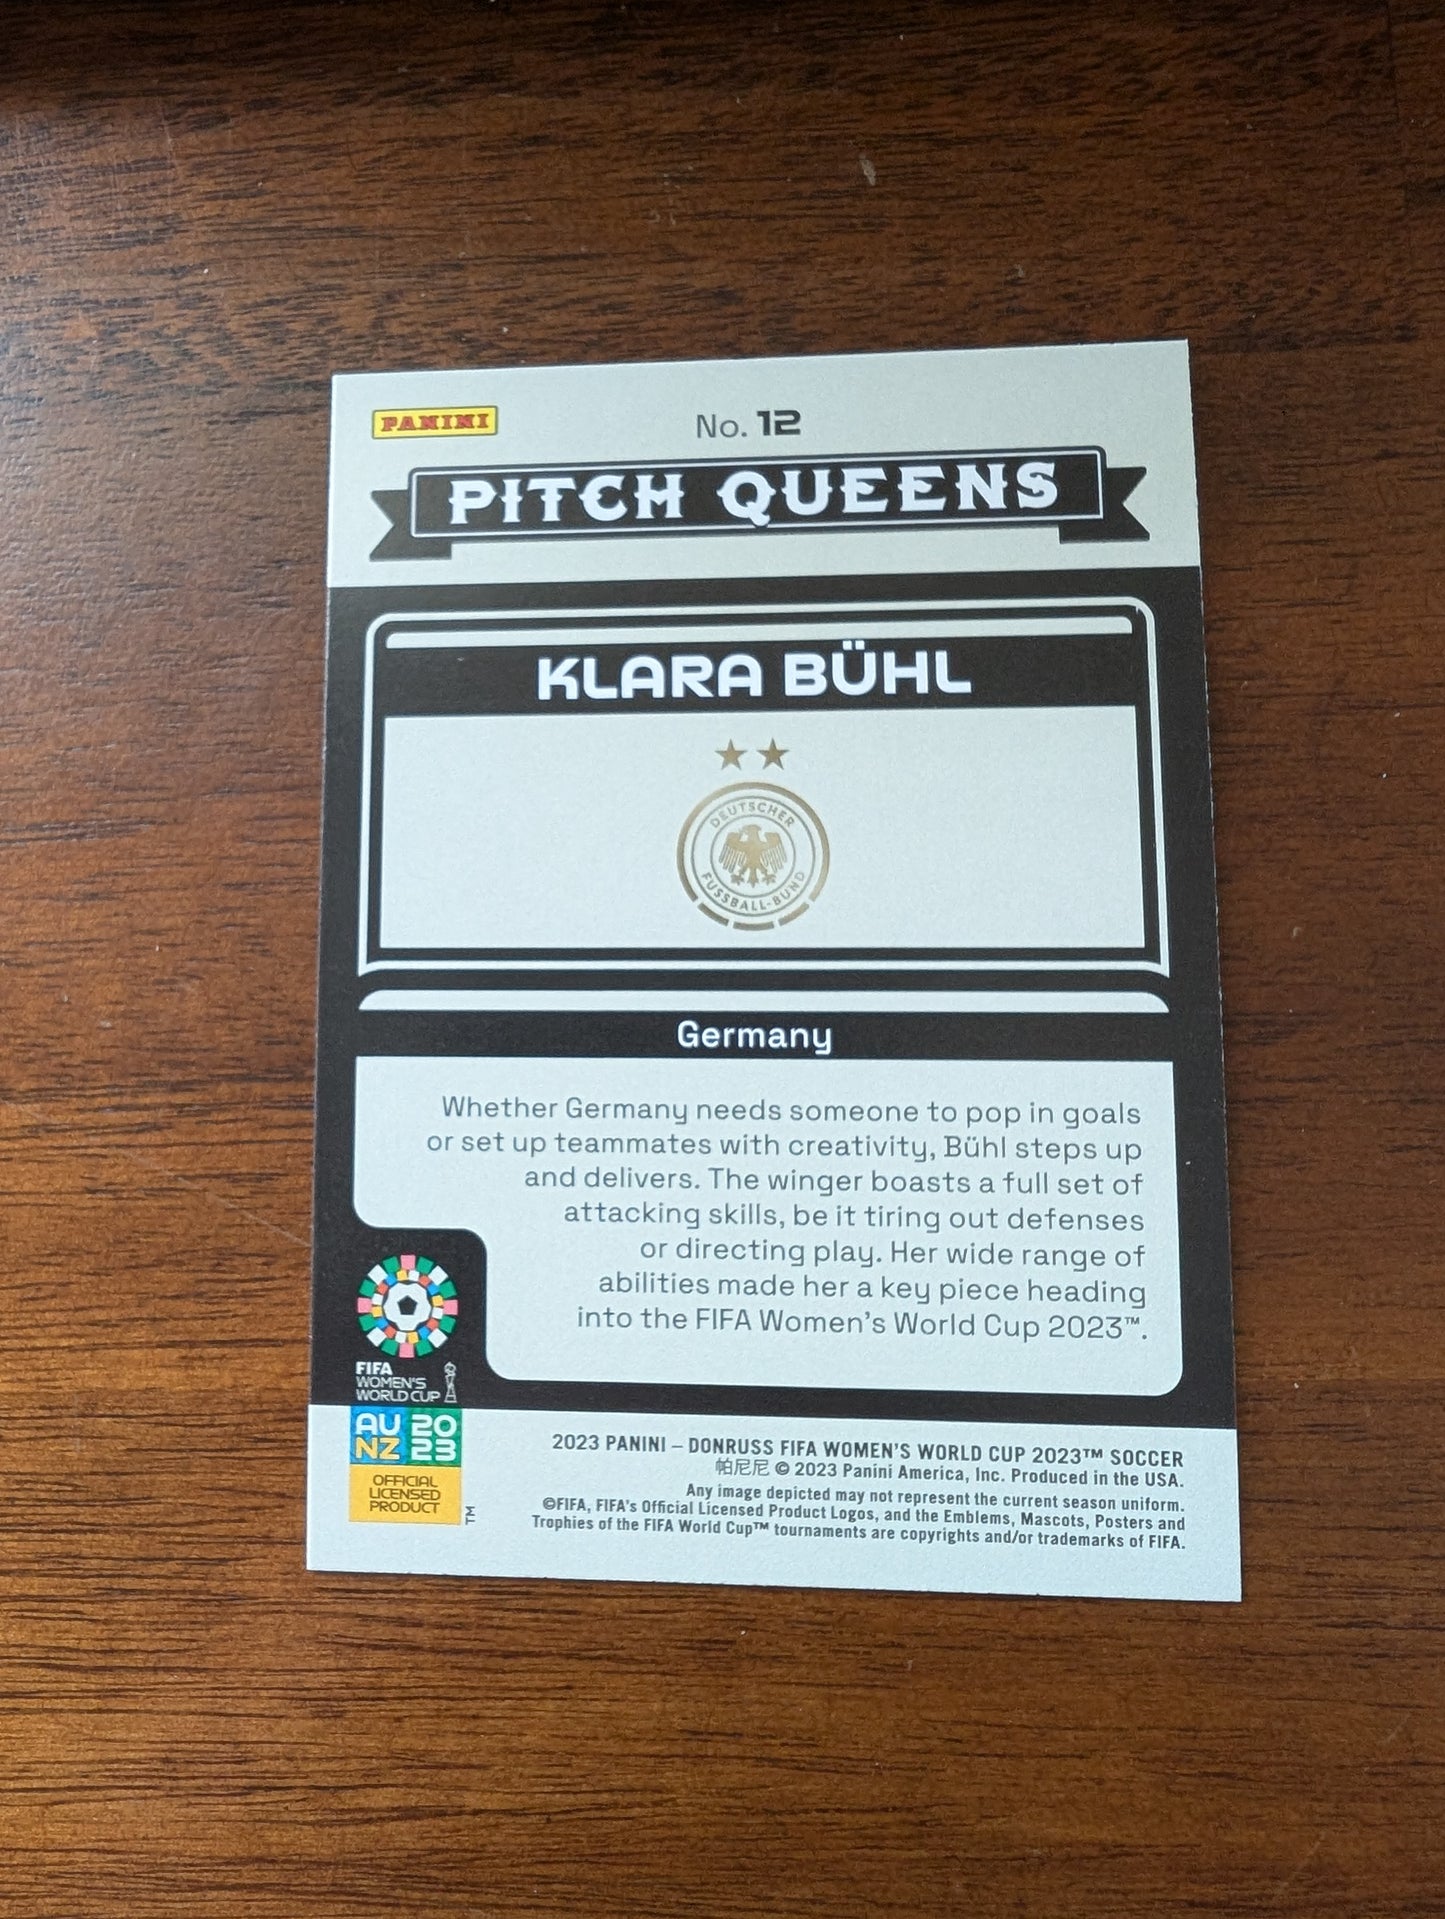 PANINI
No. 12
PITCH QUEENS
KLARA BÜHL
DEUTSCHER
FUSSBALL-BUND
Germany
Whether Germany needs someone to pop in goals
or set up teammates with creativity, Bühl steps up
and delivers. The winger boasts a full set of
attacking skills, be it tiring out defenses
or directing play. Her wide range of
abilities made her a key piece heading
into the FIFA Women's World Cup 2023™.
FIFA
WOMEN'S
WORLD CUP
AU 20
NZ 23
OFFICIAL
LICENSED
PRODUCT
TM
2023 PANINI – DONRUSS FIFA WOMEN'S WORLD CUP 2023™ SOCCER
帕尼尼 © 2023 Panini America, Inc. Produced in the USA.
Any image depicted may not represent the current season uniform.
©FIFA, FIFA's Official Licensed Product Logos, and the Emblems, Mascots, Posters and
Trophies of the FIFA World Cup™ tournaments are copyrights and/or trademarks of FIFA.